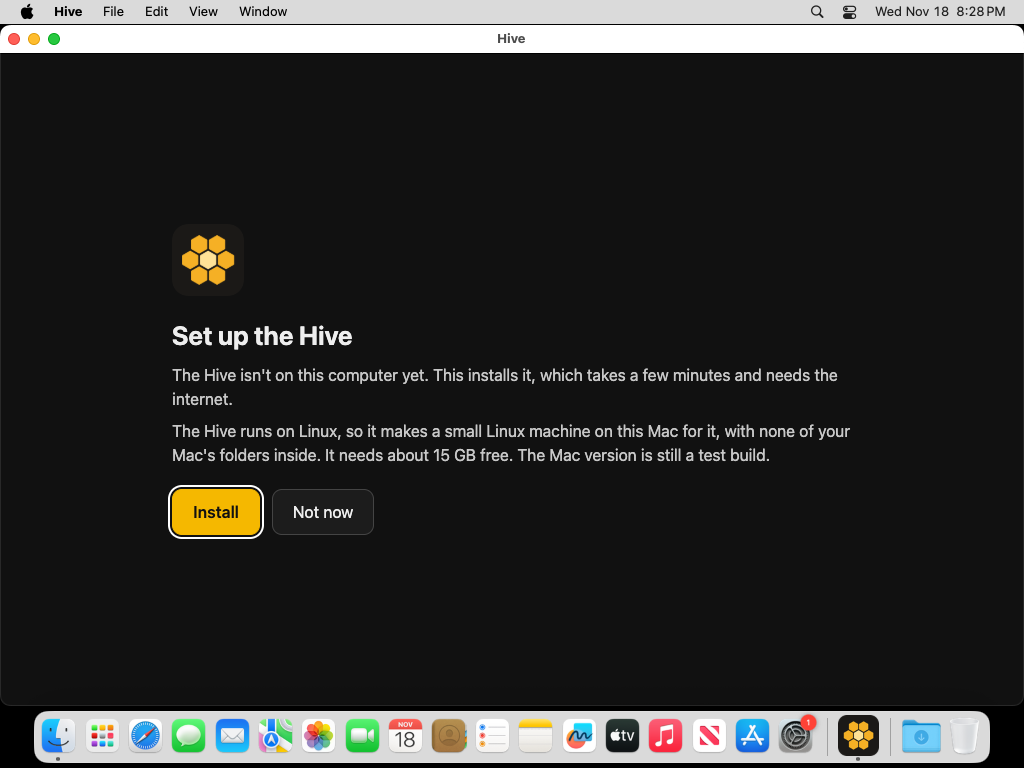 Hive File Edit View Window Wed Nov 18 8:28 PM
Hive
Set up the Hive
The Hive isn't on this computer yet. This installs it, which takes a few minutes and needs the
internet.
The Hive runs on Linux, so it makes a small Linux machine on this Mac for it, with none of your
Mac's folders inside. It needs about 15 GB free. The Mac version is still a test build.
Install Not now
NOV
18
tv
1